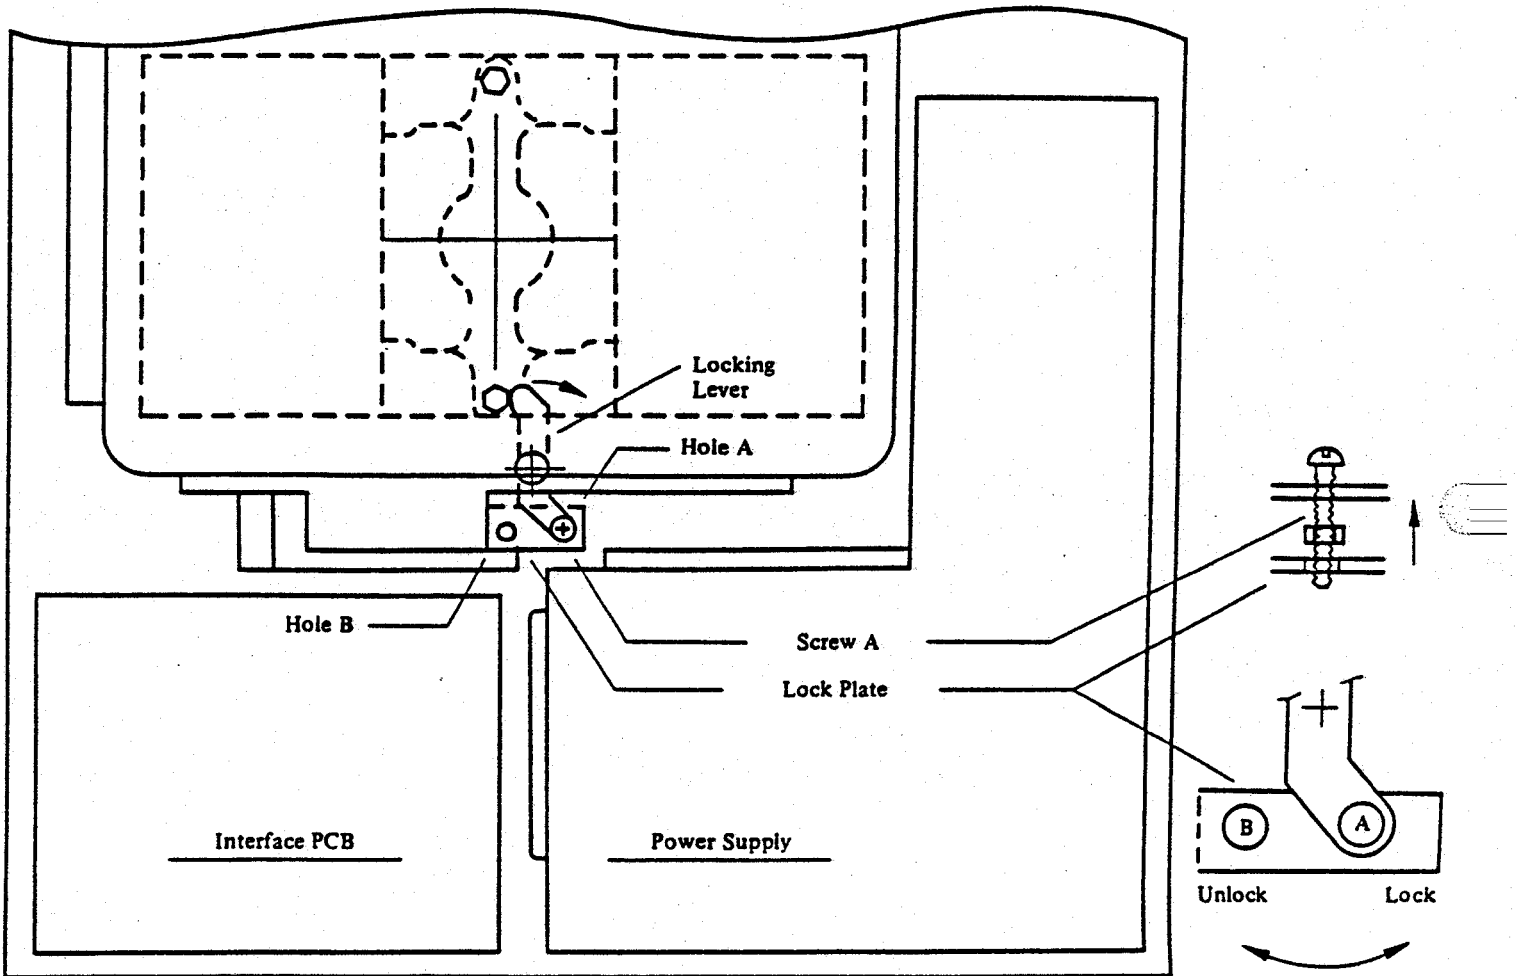 Locking
Lever
Hole A
Hole B
Screw A
Lock Plate
Interface PCB
Power Supply
B
A
Unlock
Lock